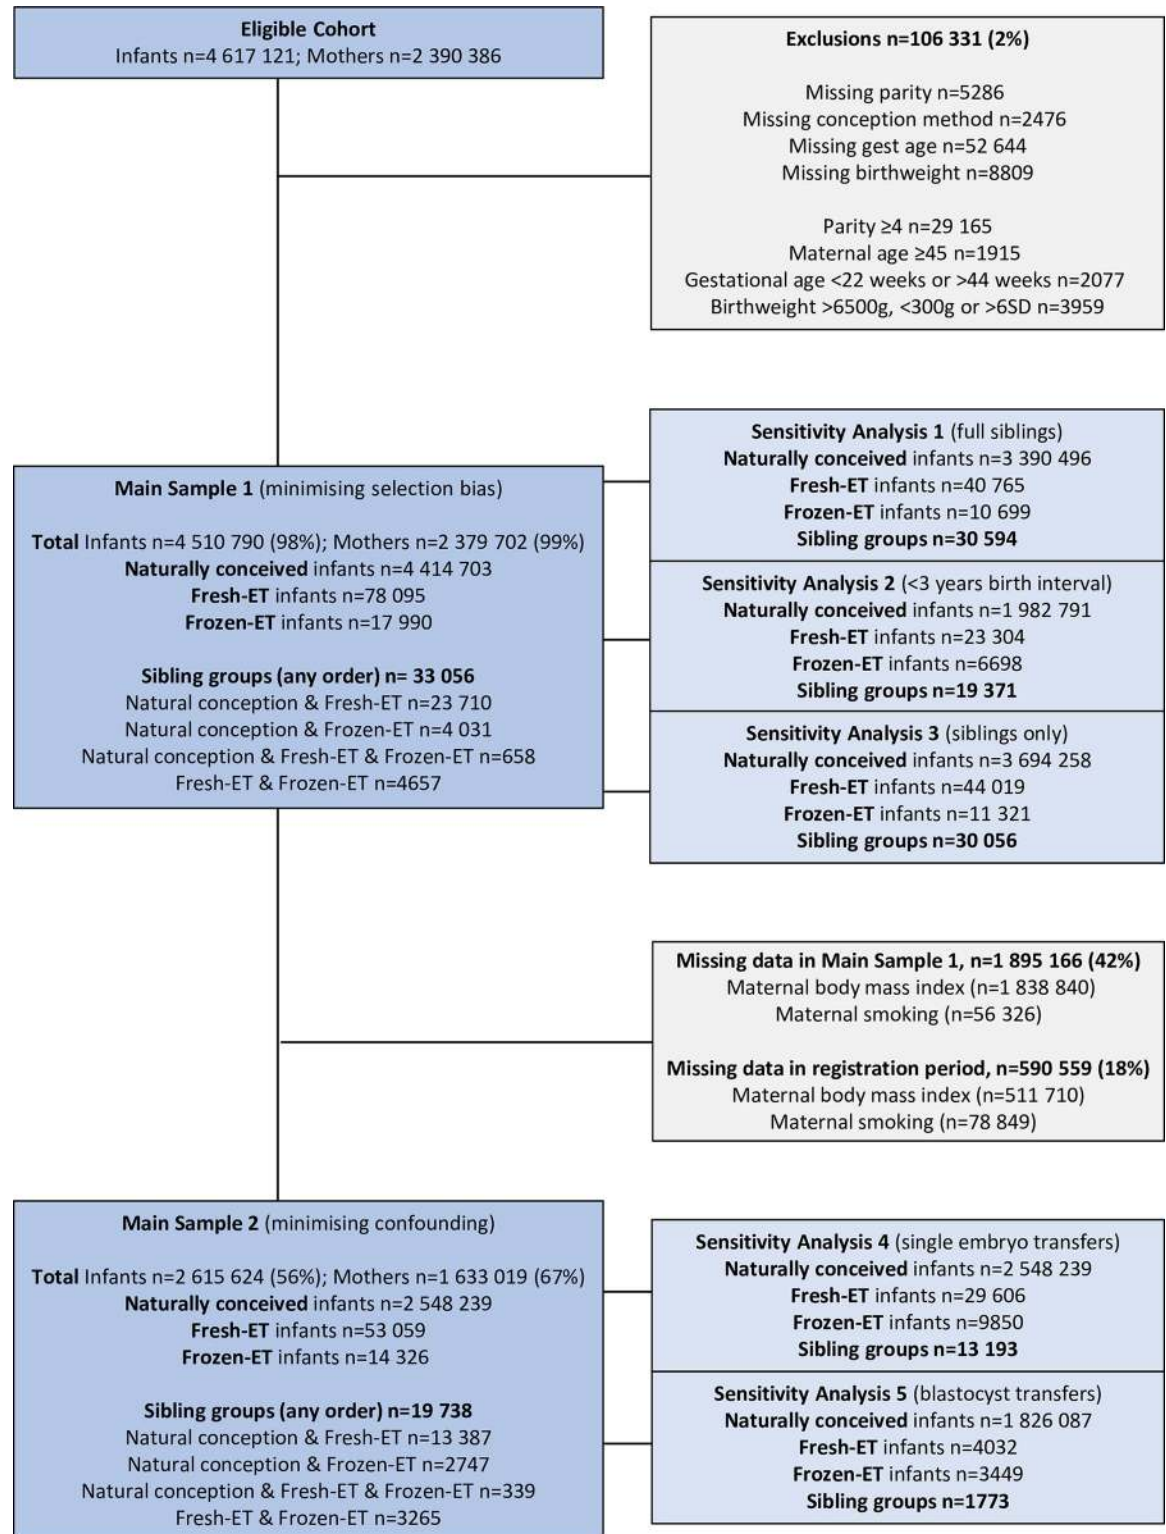 Eligible Cohort
Infants n=4 617 121; Mothers n=2 390 386
Exclusions n=106 331 (2%)
Missing parity n=5286
Missing conception method n=2476
Missing gest age n=52 644
Missing birthweight n=8809
Parity ≥4 n=29 165
Maternal age ≥45 n=1915
Gestational age <22 weeks or >44 weeks n=2077
Birthweight >6500g, <300g or >6SD n=3959
Main Sample 1 (minimising selection bias)
Total Infants n=4 510 790 (98%); Mothers n=2 379 702 (99%)
Naturally conceived infants n=4 414 703
Fresh-ET infants n=78 095
Frozen-ET infants n=17 990
Sibling groups (any order) n= 33 056
Natural conception & Fresh-ET n=23 710
Natural conception & Frozen-ET n=4 031
Natural conception & Fresh-ET & Frozen-ET n=658
Fresh-ET & Frozen-ET n=4657
Sensitivity Analysis 1 (full siblings)
Naturally conceived infants n=3 390 496
Fresh-ET infants n=40 765
Frozen-ET infants n=10 699
Sibling groups n=30 594
Sensitivity Analysis 2 (<3 years birth interval)
Naturally conceived infants n=1 982 791
Fresh-ET infants n=23 304
Frozen-ET infants n=6698
Sibling groups n=19 371
Sensitivity Analysis 3 (siblings only)
Naturally conceived infants n=3 694 258
Fresh-ET infants n=44 019
Frozen-ET infants n=11 321
Sibling groups n=30 056
Missing data in Main Sample 1, n=1 895 166 (42%)
Maternal body mass index (n=1 838 840)
Maternal smoking (n=56 326)
Missing data in registration period, n=590 559 (18%)
Maternal body mass index (n=511 710)
Maternal smoking (n=78 849)
Main Sample 2 (minimising confounding)
Total Infants n=2 615 624 (56%); Mothers n=1 633 019 (67%)
Naturally conceived infants n=2 548 239
Fresh-ET infants n=53 059
Frozen-ET infants n=14 326
Sibling groups (any order) n=19 738
Natural conception & Fresh-ET n=13 387
Natural conception & Frozen-ET n=2747
Natural conception & Fresh-ET & Frozen-ET n=339
Fresh-ET & Frozen-ET n=3265
Sensitivity Analysis 4 (single embryo transfers)
Naturally conceived infants n=2 548 239
Fresh-ET infants n=29 606
Frozen-ET infants n=9850
Sibling groups n=13 193
Sensitivity Analysis 5 (blastocyst transfers)
Naturally conceived infants n=1 826 087
Fresh-ET infants n=4032
Frozen-ET infants n=3449
Sibling groups n=1773